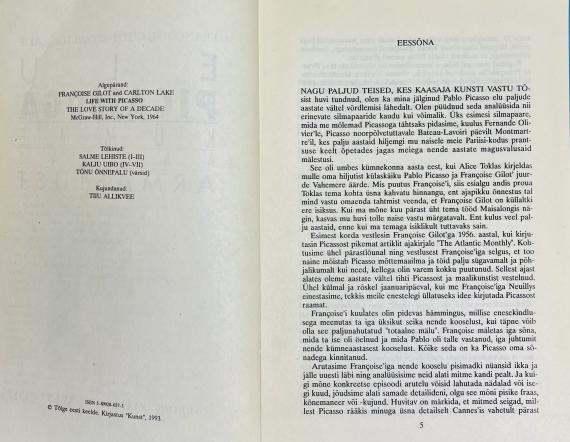 Algupärand:
FRANÇOISE GILOT and CARLTON LAKE
LIFE WITH PICASSO
THE LOVE STORY OF A DECADE
McGraw-Hill, Inc., New York, 1964
Tõlkinud:
SALME LEHISTE (I–III)
KALJU UIBO (IV–VII)
TÕNU ÕNNEPALU (värsid)
Kujundanud:
TIIU ALLIKVEE
© Tõlge eesti keelde. Kirjastus "Kunst", 1993.
EESSÕNA
NAGU PALJUD TEISED, KES KAASAJA KUNSTI VASTU TÕ-
sist huvi tundnud, olen ka mina jälginud Pablo Picasso elu paljude
aastate vältel võrdlemisi lähedalt. Olen püüdnud seda analüüsida nii
erinevate silmapaaride kaudu kui võimalik. Üks esimesi silmapaare,
mida me mõlemad Picassoga tähtsaks pidasime, kuulus Fernande Oli-
vier'le, Picasso noorpõlvetuttavale Bateau-Lavoiri päevilt Montmart-
re'il, kes palju aastaid hiljemgi mu naisele meie Pariisi-kodus prant-
suse keelt õpetades jagas meiega nende aastate magusvalusaid
mälestusi.
See oli umbes kümnekonna aasta eest, kui Alice Toklas kirjeldas
mulle oma hiljutist külaskäiku Pablo Picasso ja Françoise Gilot' juur-
de Vahemere äärde. Mis puutus Françoise'i, siis esialgu andis proua
Toklas tema kohta üsna kahvatu hinnangu, ent ajapikku õnnestus tal
mind vastu omaenda tahtmist veenda, et Françoise Gilot on küllaltki
ere isiksus. Kui ma mõne kuu pärast üht tema tööd Maisalongis nä-
gin, kasvas mu huvi tolle naise vastu märgatavalt. Ent kulus veel pal-
ju aastaid, enne kui ma temaga isiklikult tuttavaks sain.
Esimest korda vestlesin Françoise Gilot'ga 1956. aastal, kui kirju-
tasin Picassost pikemat artiklit ajakirjale "The Atlantic Monthly". Koh-
tusime ühel pärastlõunal ning vestlusest Françoise'iga selgus, et too
naine mõistab Picasso mõttemaailma ja töid palju sügavamalt ja põh-
jalikumalt kui need, kellega olin varem kokku puutunud. Sellest ajast
alates oleme aastate vältel tihti Picassost ja maalikunstist vestelnud.
Ühel külmal ja rõskel jaanuaripäeval, kui me Françoise'iga Neuillys
einestasime, tekkis meile enestelegi üllatuseks idee kirjutada Picassost
raamat.
Françoise'i kuulates olin pidevas hämmingus, millise enesekindlu-
sega meenutas ta iga üksikut seika nende kooselust, kui täpne võib
olla see paljunahutatud "totaalne mälu". Françoise mäletas iga sõna,
mida ta ise oli öelnud ja mida Pablo oli talle vastanud, iga juhtumit
nende kümneaastasest kooselust. Kõike seda on ka Picasso oma sõ-
nadega kinnitanud.
Arutasime Françoise'iga nende kooselu pisimadki nüansid ikka ja
jälle uuesti läbi ning analüüsisime neid alati mitme kandi pealt. Ja kui-
gi mõne konkreetse episoodi arutelu võisid lahutada nädalad või ise-
gi kuud, jõudsime alati samade detailideni, olgu see mõni pisike fraas,
kõnemaneer või -kujund. Huvitav on märkida, et mitmed seigad, mil-
lest Picasso rääkis minuga üsna detailselt Cannes'is vahetult pärast
5